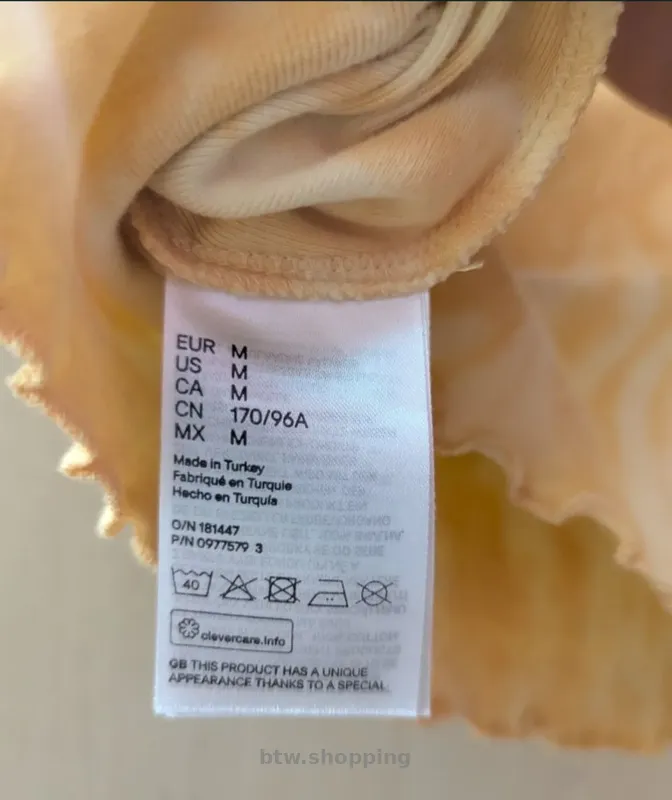 EUR M
US M
CA M
CN 170/96A
MX M
Made in Turkey
Fabriqué en Turquie
Hecho en Turquía
O/N 181447
P/N 0977579 3
40
clevercare.info
GB THIS PRODUCT HAS A UNIQUE
APPEARANCE THANKS TO A SPECIAL
btw.shopping